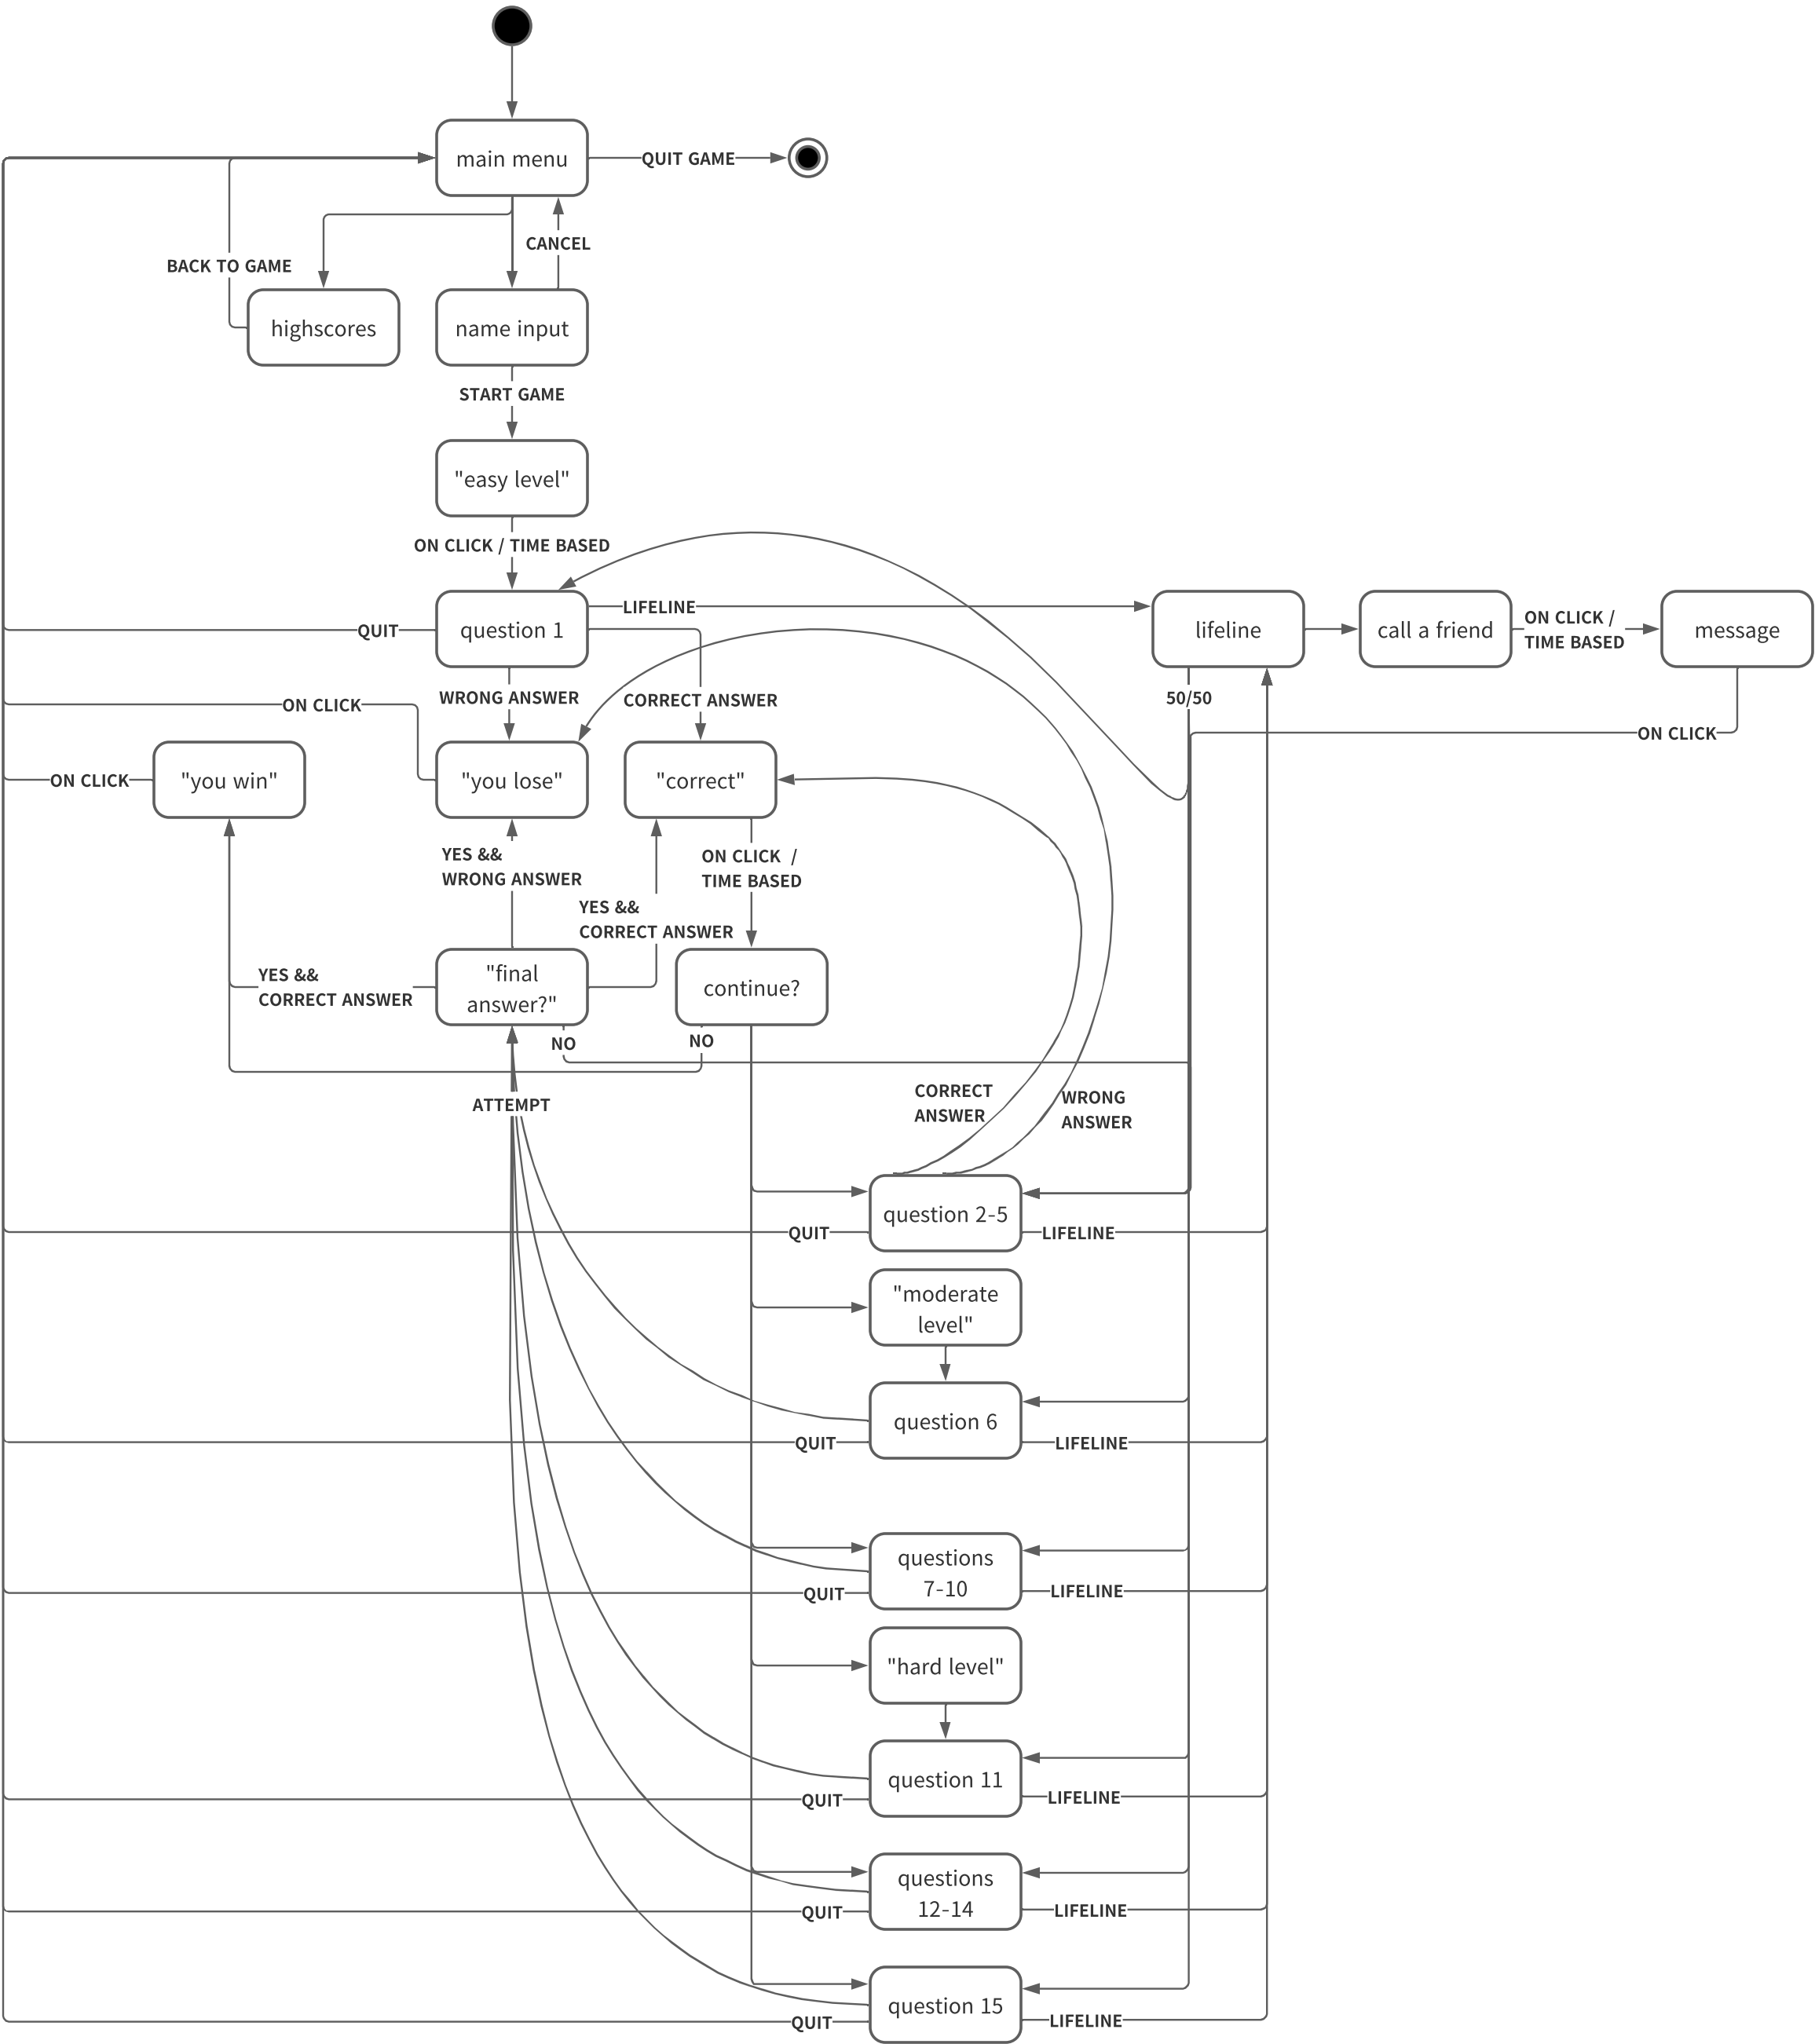 main menu
QUIT GAME
CANCEL
BACK TO GAME
highscores
name input
START GAME
"easy level"
ON CLICK / TIME BASED
LIFELINE
QUIT
question 1
lifeline
call a friend
ON CLICK /
TIME BASED
message
WRONG ANSWER
CORRECT ANSWER
50/50
ON CLICK
ON CLICK
ON CLICK
"you win"
"you lose"
"correct"
YES &&
WRONG ANSWER
ON CLICK /
TIME BASED
YES &&
CORRECT ANSWER
YES &&
CORRECT ANSWER
"final
answer?"
continue?
NO
NO
ATTEMPT
CORRECT
ANSWER
WRONG
ANSWER
question 2-5
QUIT
LIFELINE
"moderate
level"
question 6
QUIT
LIFELINE
questions
7-10
QUIT
LIFELINE
"hard level"
question 11
QUIT
LIFELINE
questions
12-14
QUIT
LIFELINE
question 15
QUIT
LIFELINE